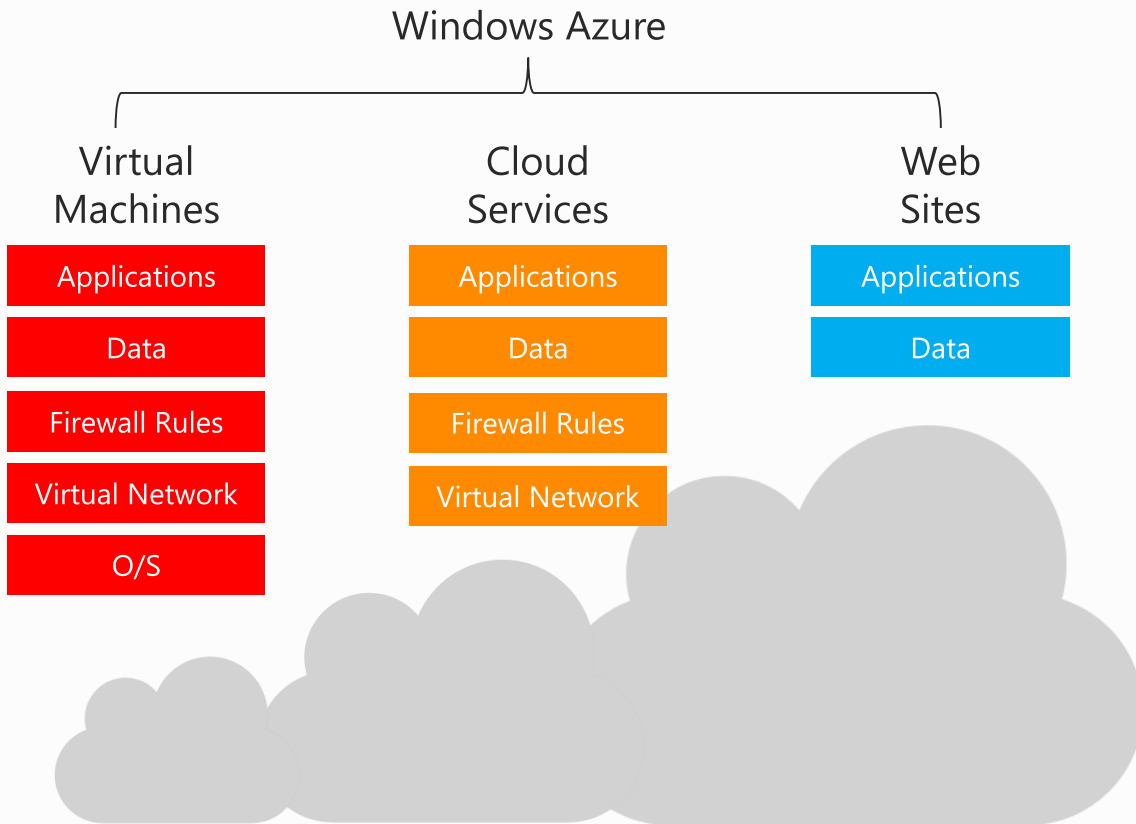 Windows Azure
Virtual
Machines
Applications
Data
Firewall Rules
Virtual Network
O/S
Cloud
Services
Applications
Data
Firewall Rules
Virtual Network
Web
Sites
Applications
Data